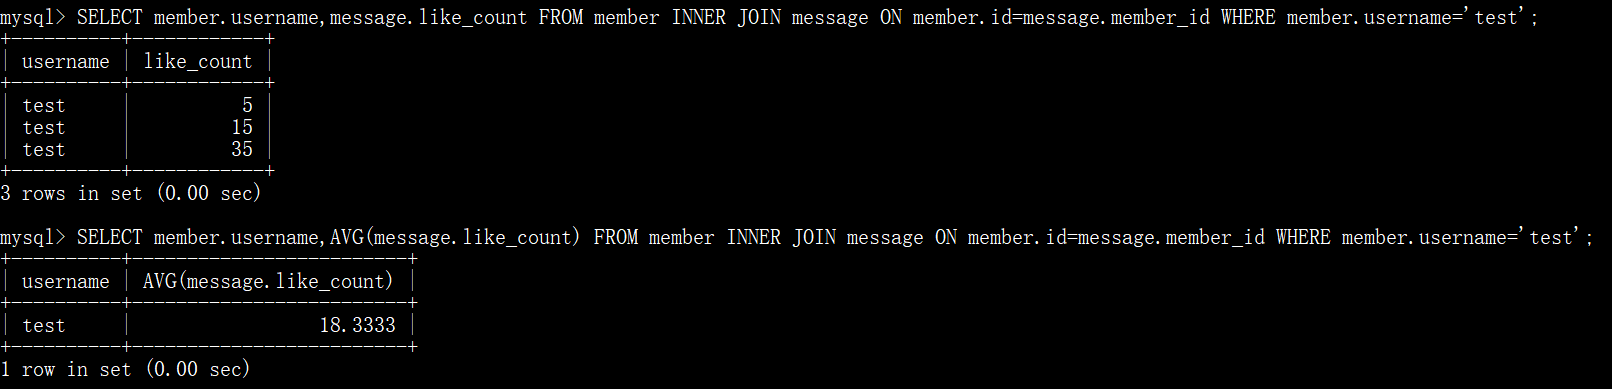 mysql> SELECT member.username,message.like_count FROM member INNER JOIN message ON member.id=message.member_id WHERE member.username='test';
+----------+------------+
| username | like_count |
+----------+------------+
| test     |          5 |
| test     |         15 |
| test     |         35 |
+----------+------------+
3 rows in set (0.00 sec)
mysql> SELECT member.username,AVG(message.like_count) FROM member INNER JOIN message ON member.id=message.member_id WHERE member.username='test';
+----------+-------------------------+
| username | AVG(message.like_count) |
+----------+-------------------------+
| test     |                 18.3333 |
+----------+-------------------------+
1 row in set (0.00 sec)